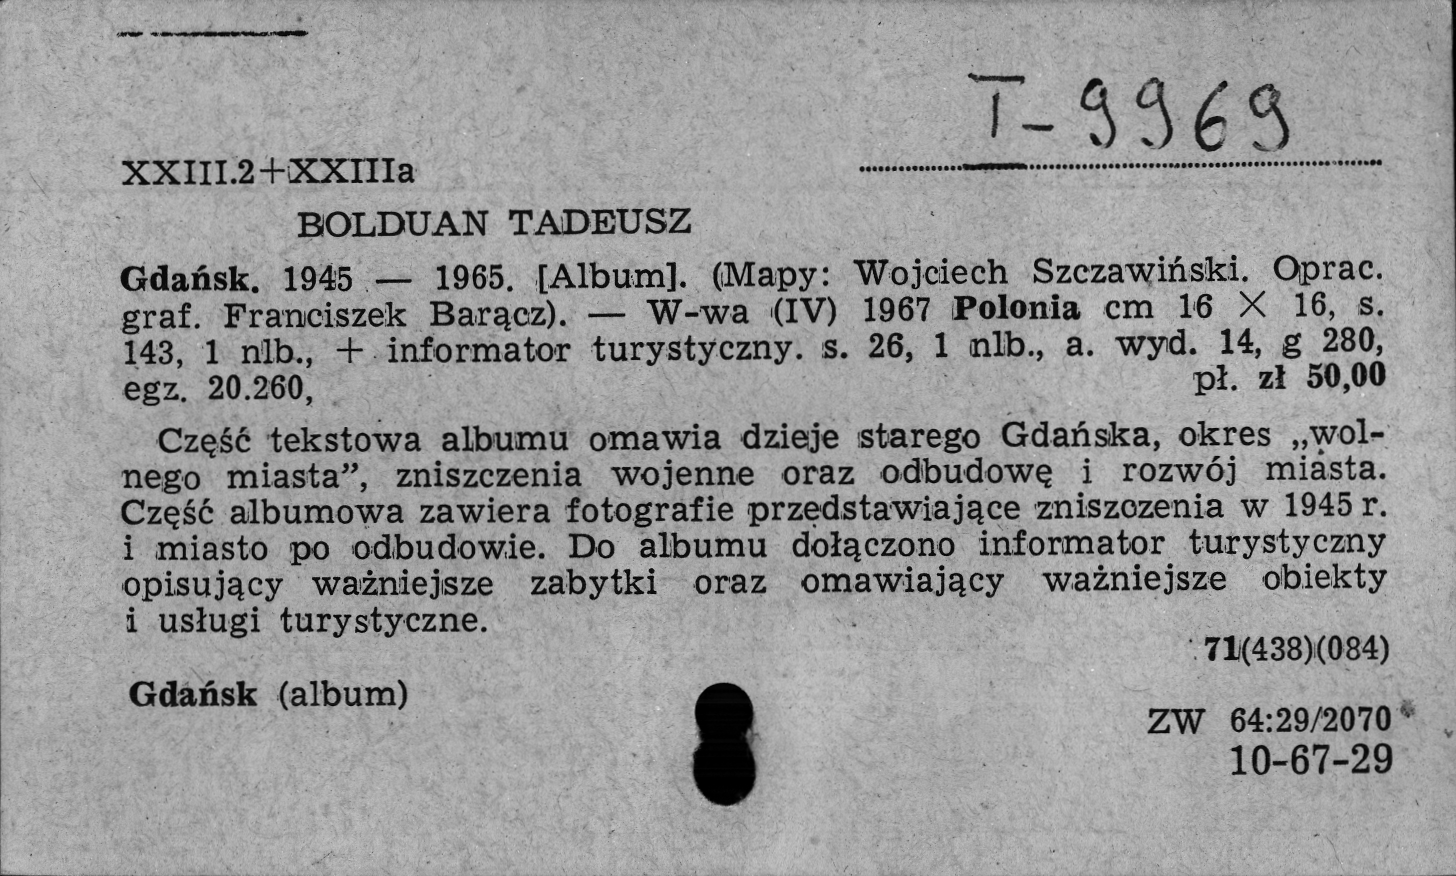 I-9969
XXIII.2+XXIIIa
BOLDUAN TADEUSZ
Gdańsk. 1945 — 1965. [Album]. (Mapy: Wojciech Szczawiński. Oprac.
graf. Franciszek Barącz). — W-wa (IV) 1967 Polonia cm 16 X 16, s.
143, 1 nlb., + informator turystyczny. s. 26, 1 nlb., a. wyd. 14, g 280,
egz. 20.260, pł. zł 50,00
Część tekstowa albumu omawia dzieje starego Gdańska, okres „wol-
nego miasta”, zniszczenia wojenne oraz odbudowę i rozwój miasta.
Część albumowa zawiera fotografie przedstawiające zniszczenia w 1945 r.
i miasto po odbudowie. Do albumu dołączono informator turystyczny
opisujący ważniejsze zabytki oraz omawiający ważniejsze obiekty
i usługi turystyczne.
71(438)(084)
Gdańsk (album)
ZW 64:29/2070
10-67-29